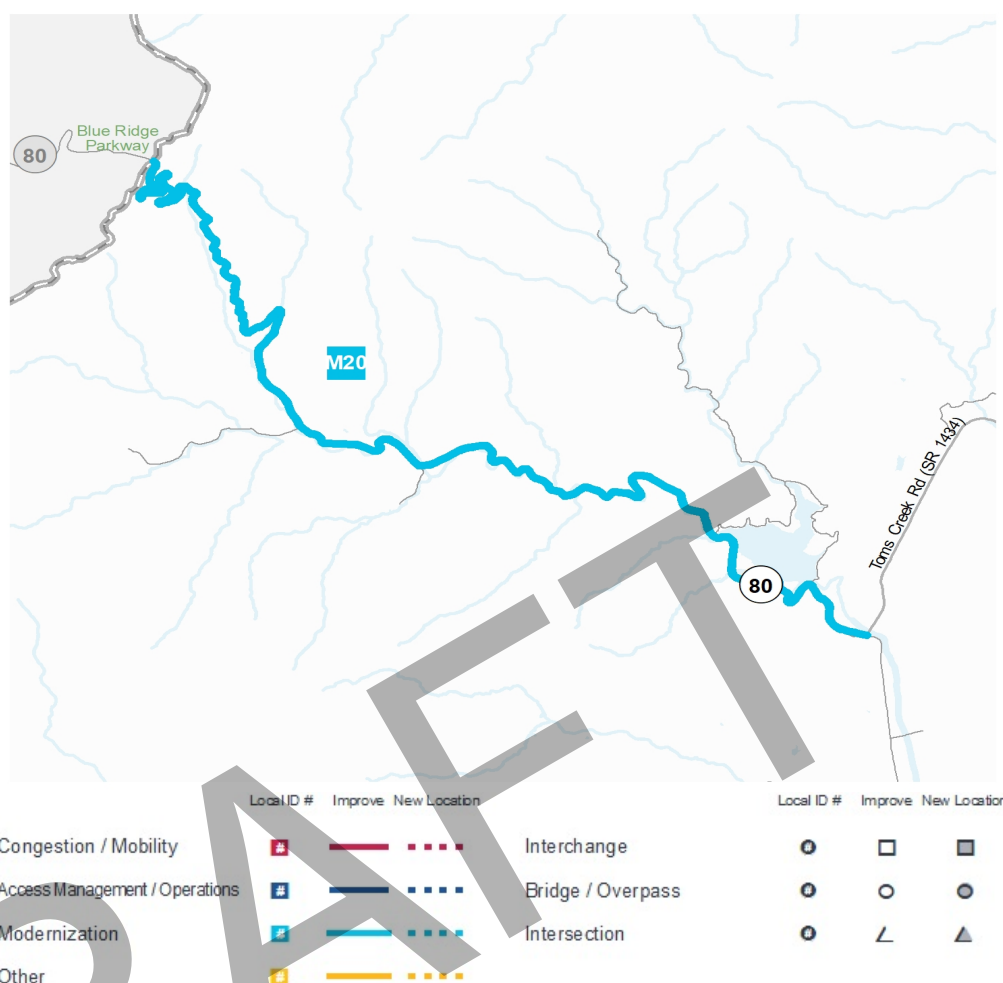 Blue Ridge
Parkway
80
M20
Toms Creek Rd (SR 1434)
80
Local ID # Improve New Location
Congestion / Mobility #
Access Management / Operations #
Modernization #
Other #
Local ID # Improve New Location
Interchange #
Bridge / Overpass #
Intersection #
DRAFT